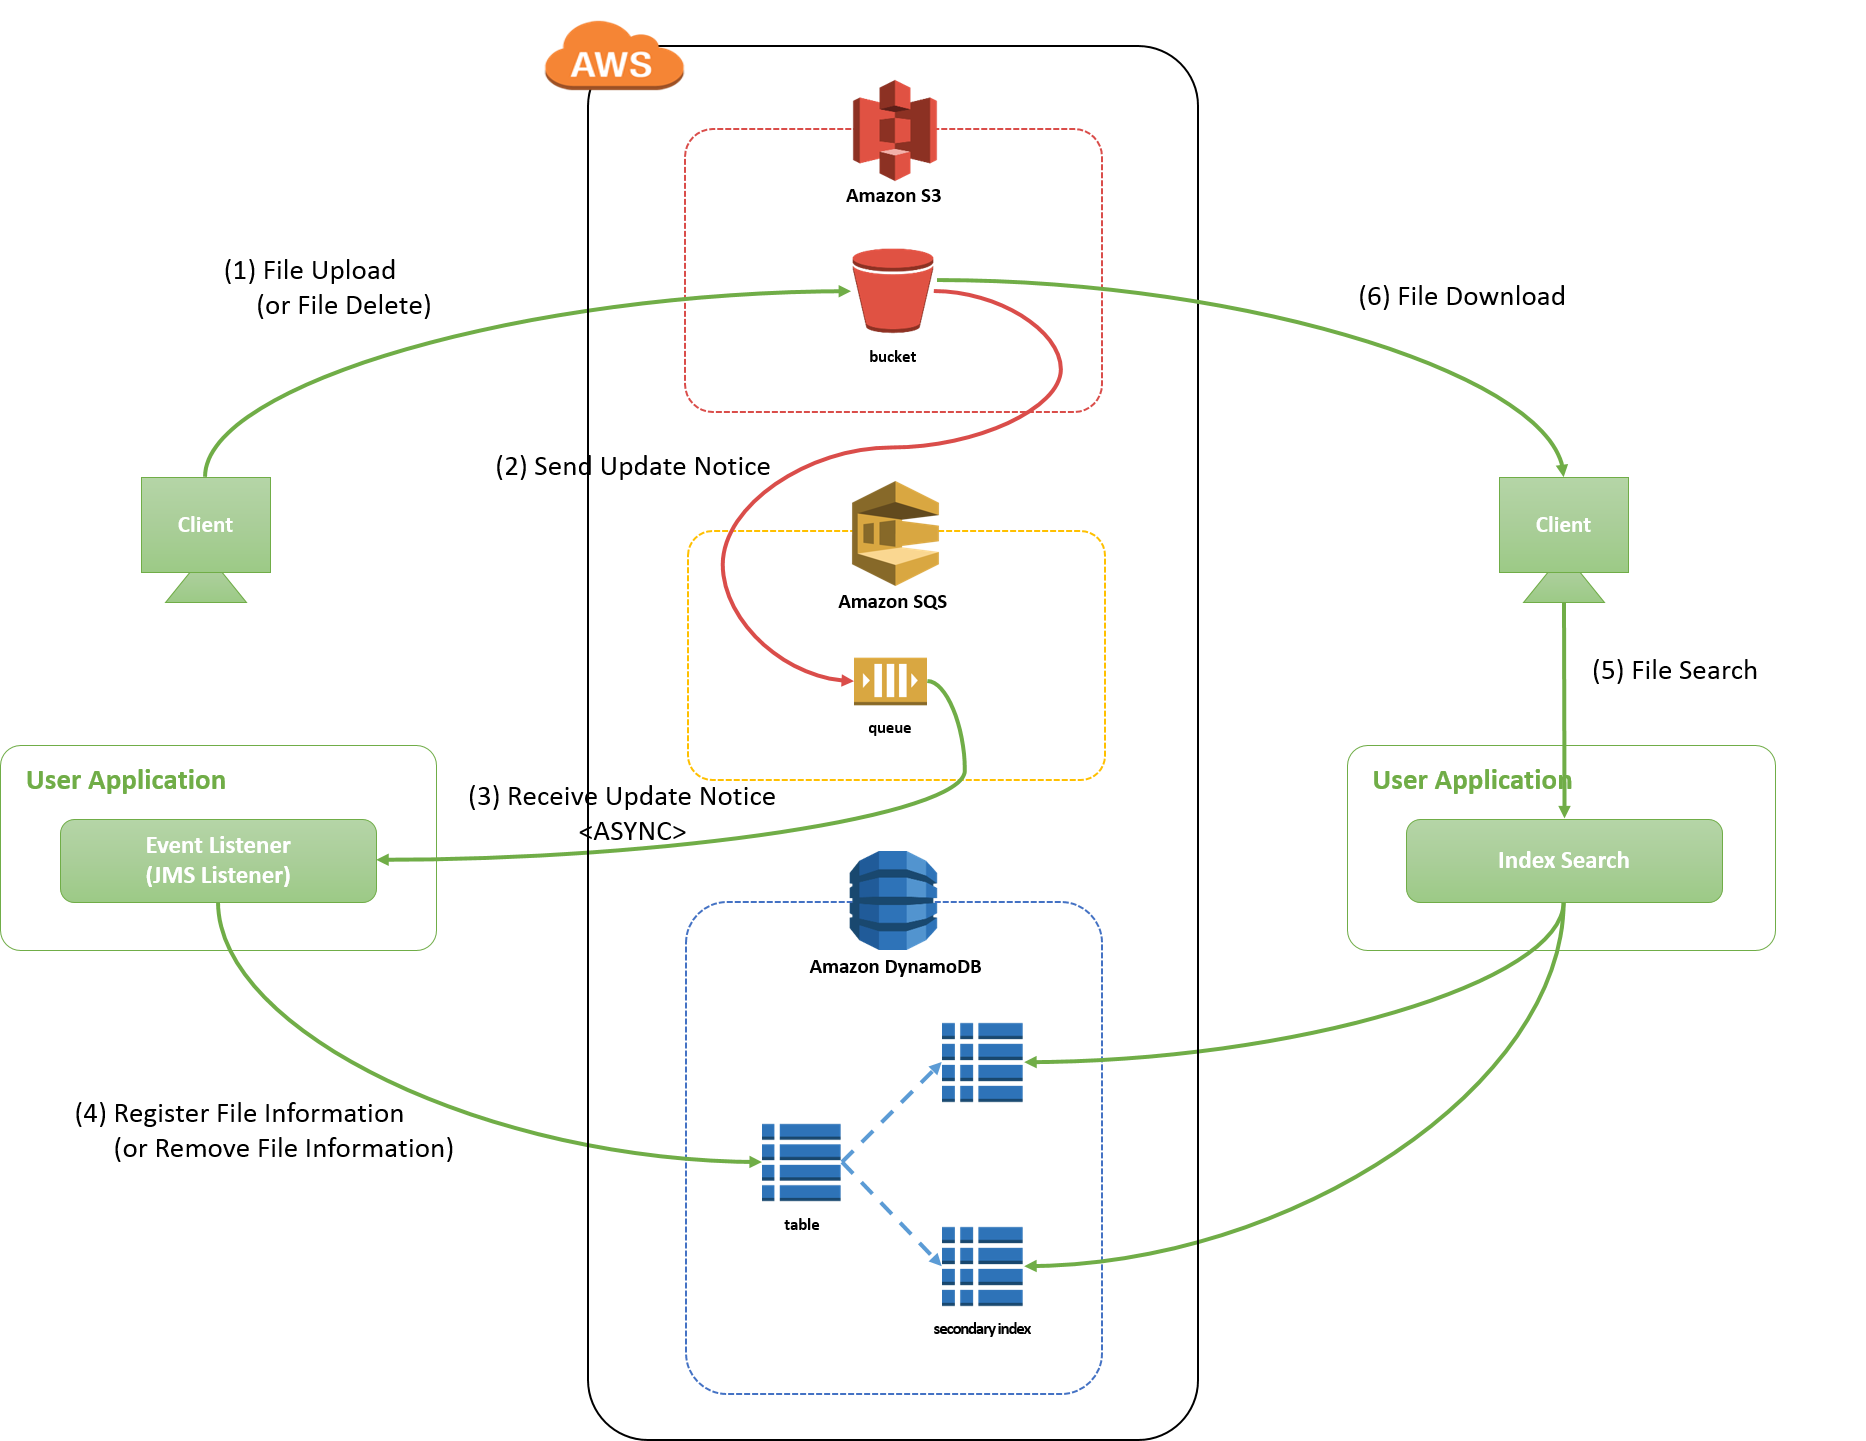 AWS
Amazon S3
(1) File Upload
(or File Delete)
(6) File Download
bucket
(2) Send Update Notice
Client
Client
Amazon SQS
(5) File Search
queue
User Application
User Application
(3) Receive Update Notice
<ASYNC>
Event Listener
(JMS Listener)
Index Search
Amazon DynamoDB
(4) Register File Information
(or Remove File Information)
table
secondary index